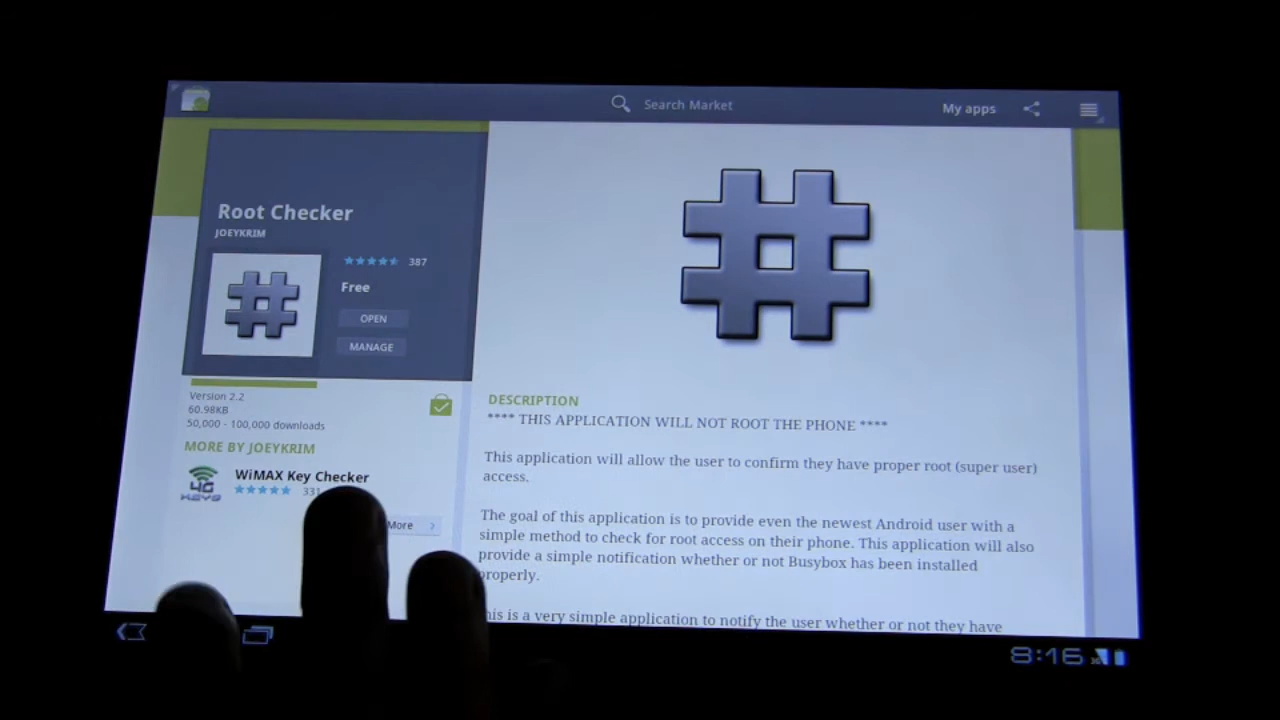 Search Market
My apps
Root Checker
JOEYKRIM
387
Free
OPEN
MANAGE
Version 2.2
60.98KB
50,000 - 100,000 downloads
MORE BY JOEYKRIM
WiMAX Key Checker
4G
KEYS
331
More
DESCRIPTION
**** THIS APPLICATION WILL NOT ROOT THE PHONE ****
This application will allow the user to confirm they have proper root (super user)
access.
The goal of this application is to provide even the newest Android user with a
simple method to check for root access on their phone. This application will also
provide a simple notification whether or not Busybox has been installed
properly.
This is a very simple application to notify the user whether or not they have
8:16
3G